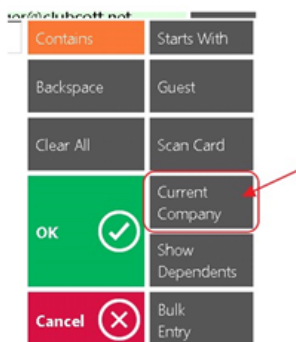 Contains
Starts With
Backspace
Guest
Clear All
Scan Card
Current
Company
OK
Show
Dependents
Cancel
Bulk
Entry